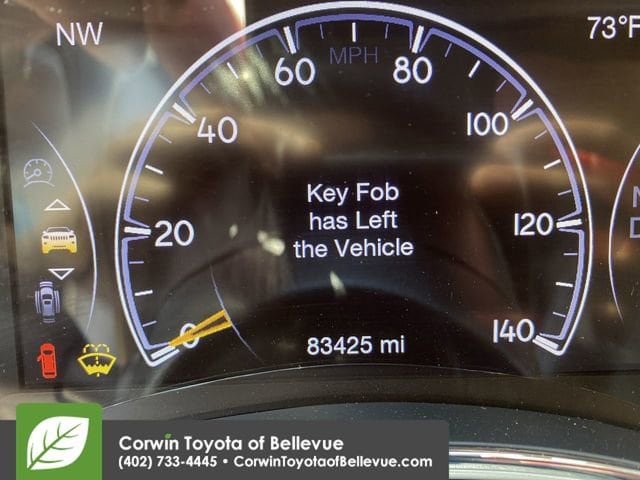 NW
73°F
MPH
0
20
40
60
80
100
120
140
Key Fob
has Left
the Vehicle
83425 mi
Corwin Toyota of Bellevue
(402) 733-4445 • CorwinToyotaofBellevue.com